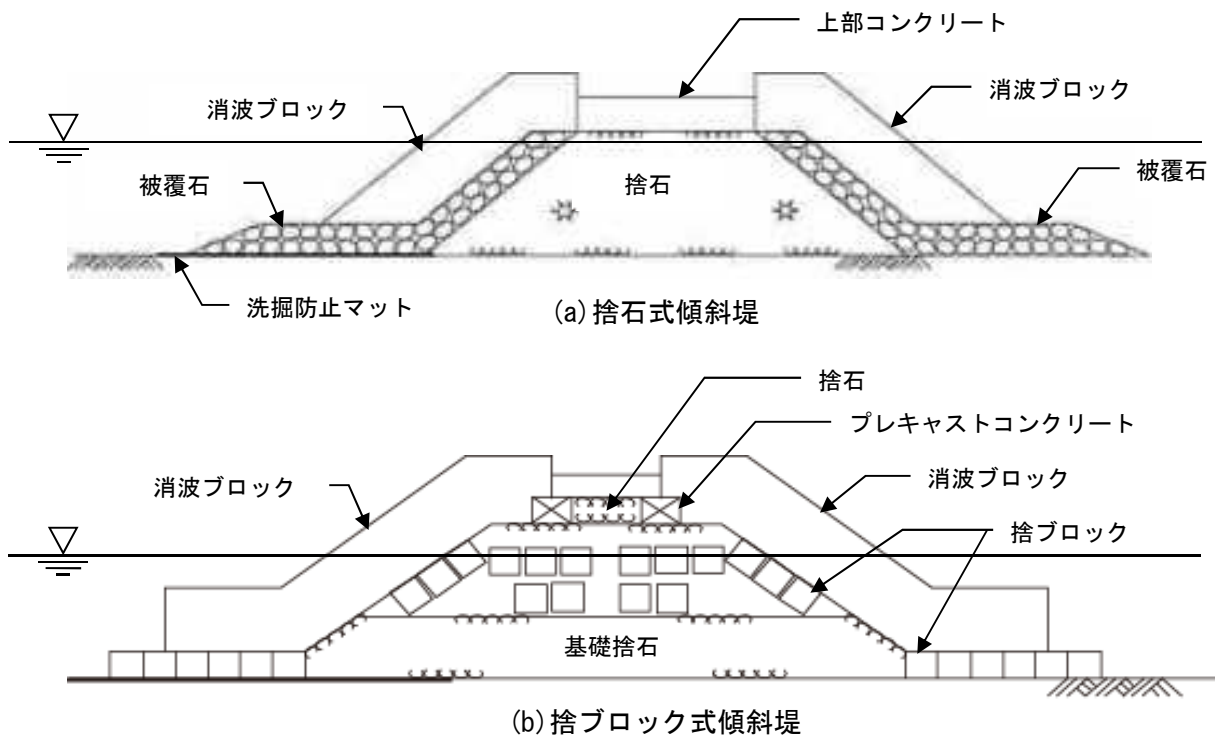 上部コンクリート
消波ブロック
消波ブロック
被覆石
捨石
被覆石
洗掘防止マット
(a)捨石式傾斜堤
捨石
プレキャストコンクリート
消波ブロック
消波ブロック
捨ブロック
基礎捨石
(b)捨ブロック式傾斜堤